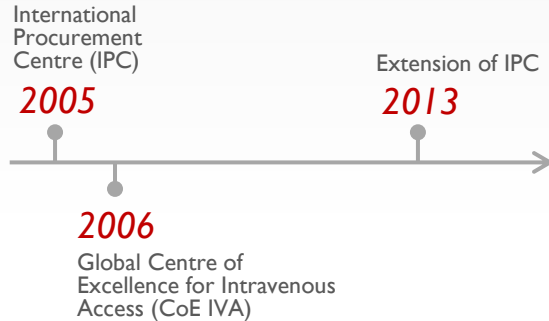 International
Procurement
Centre (IPC)
2005
Extension of IPC
2013
2006
Global Centre of
Excellence for Intravenous
Access (CoE IVA)